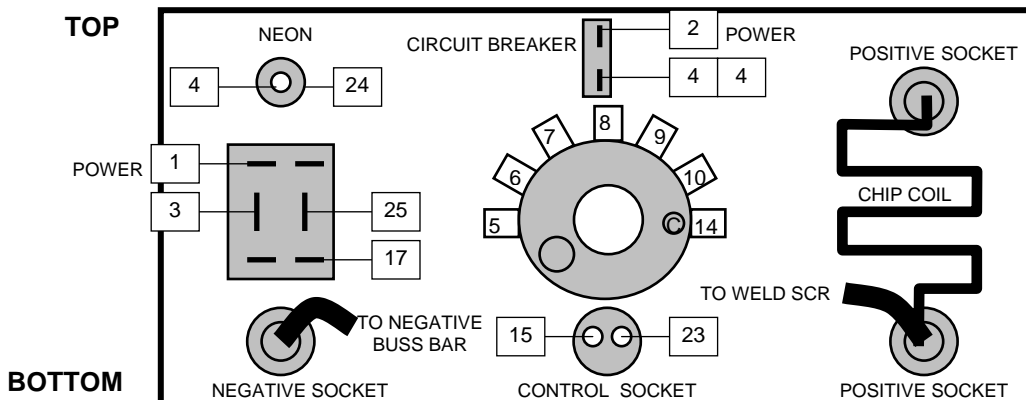 TOP
NEON
CIRCUIT BREAKER
2
POWER
4
24
4
4
POSITIVE SOCKET
POWER
1
3
25
17
5
6
7
8
9
10
C
14
CHIP COIL
TO WELD SCR
TO NEGATIVE
BUSS BAR
15
23
BOTTOM
NEGATIVE SOCKET
CONTROL SOCKET
POSITIVE SOCKET